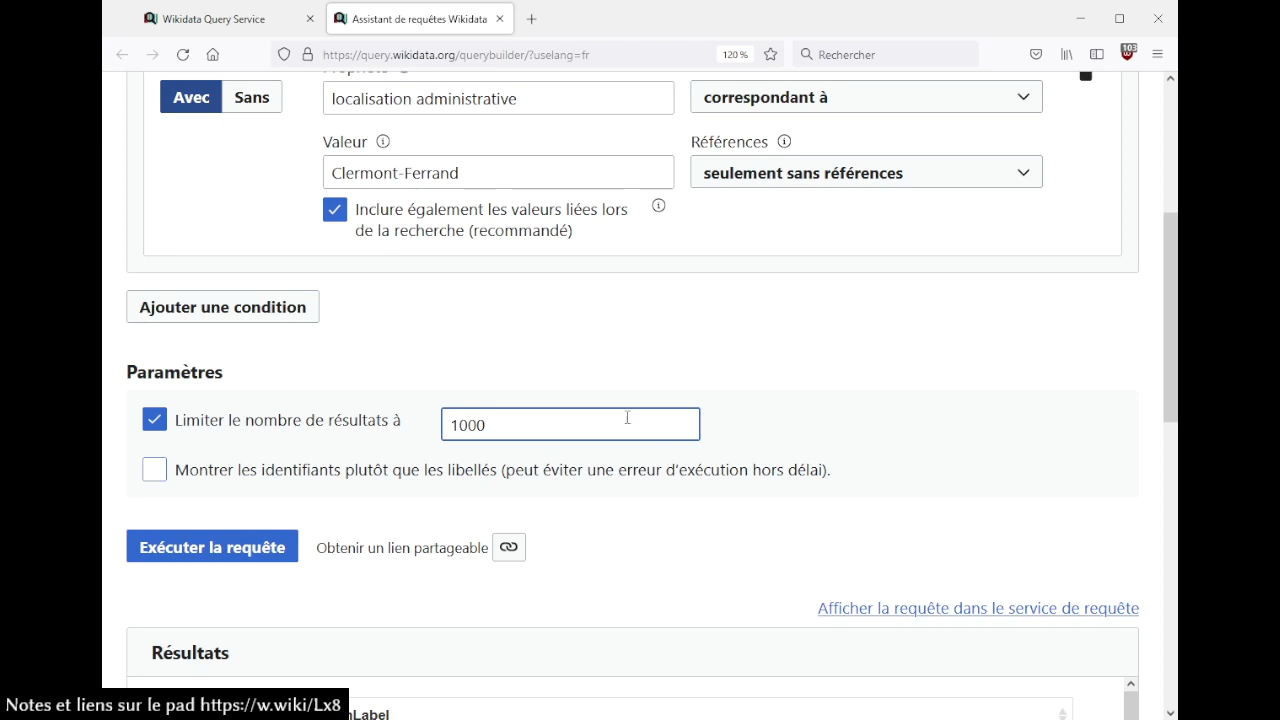 Wikidata Query Service
Assistant de requêtes Wikidata
https://query.wikidata.org/querybuilder/?uselang=fr
120%
Rechercher
103
Avec
Sans
localisation administrative
correspondant à
Valeur
Références
Clermont-Ferrand
seulement sans références
Inclure également les valeurs liées lors
de la recherche (recommandé)
Ajouter une condition
Paramètres
Limiter le nombre de résultats à
1000
Montrer les identifiants plutôt que les libellés (peut éviter une erreur d'exécution hors délai).
Exécuter la requête
Obtenir un lien partageable
Afficher la requête dans le service de requête
Résultats
Notes et liens sur le pad https://w.wiki/Lx8
nLabel